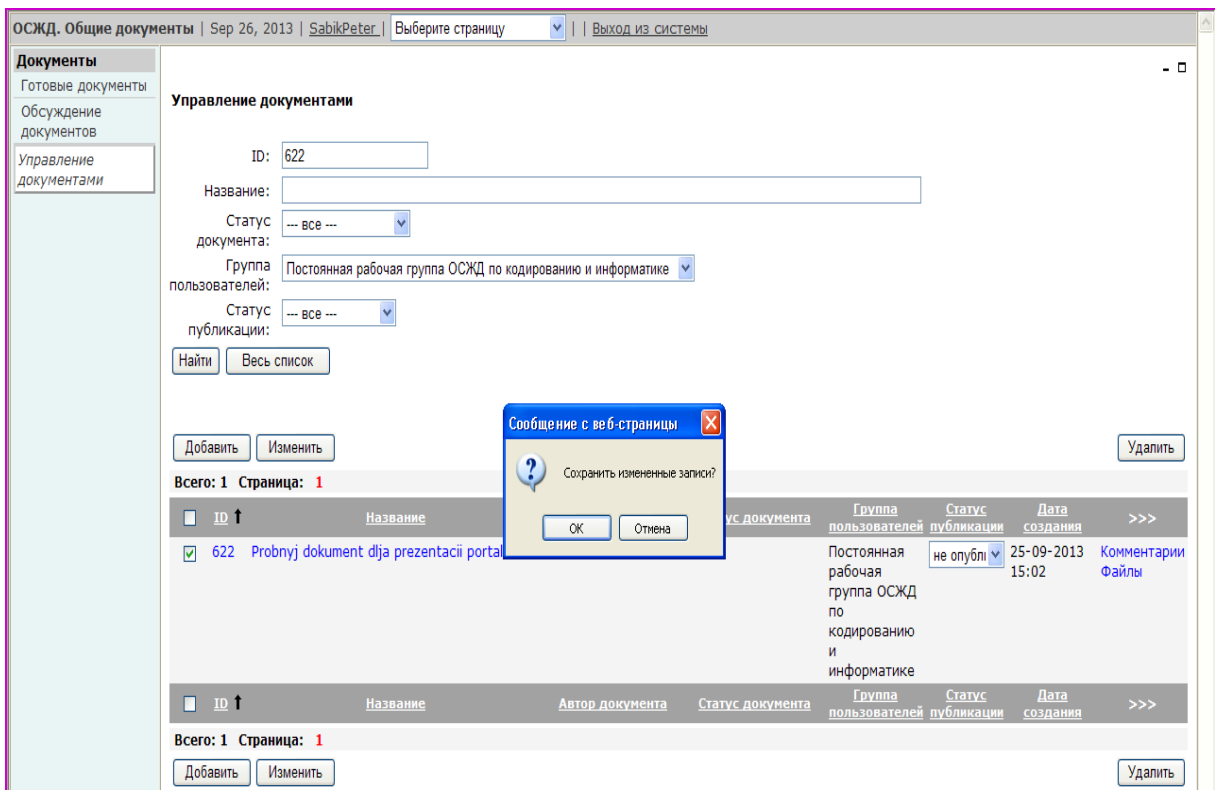 ОСЖД. Общие документы | Sep 26, 2013 | SabikPeter | Выберите страницу | | Выход из системы
Документы
Готовые документы
Обсуждение
документов
Управление
документами
Управление документами
ID: 622
Название:
Статус
документа:
--- все ---
Группа
пользователей:
Постоянная рабочая группа ОСЖД по кодированию и информатике
Статус
публикации:
--- все ---
Найти Весь список
Сообщение с веб-страницы
Сохранить измененные записи?
OK Отмена
Добавить Изменить Удалить
Всего: 1 Страница: 1
ID Название ус документа Группа пользователей Статус публикации Дата создания >>>
622 Probnyj dokument dlja prezentacii portal
Постоянная
рабочая
группа ОСЖД
по
кодированию
и
информатике
не опубли
25-09-2013
15:02
Комментарии
Файлы
ID Название Автор документа Статус документа Группа пользователей Статус публикации Дата создания >>>
Всего: 1 Страница: 1
Добавить Изменить Удалить